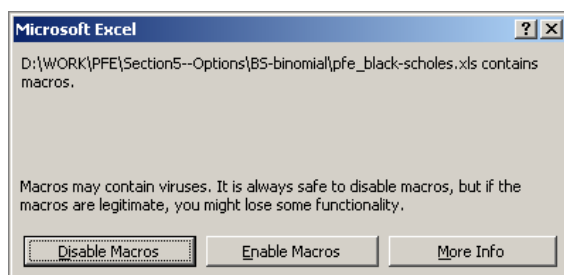 Microsoft Excel
D:\WORK\PFE\Section5--Options\BS-binomial\pfe_black-scholes.xls contains
macros.
Macros may contain viruses. It is always safe to disable macros, but if the
macros are legitimate, you might lose some functionality.
Disable Macros Enable Macros More Info